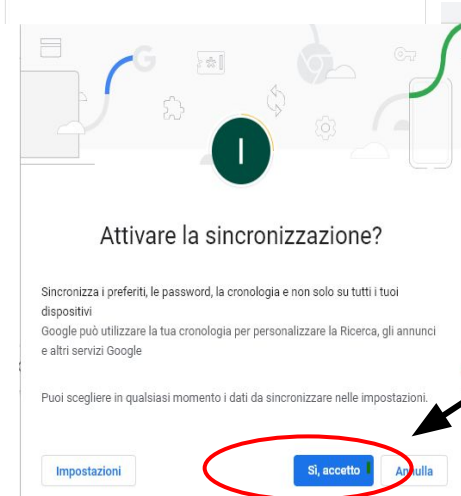 G
I
Attivare la sincronizzazione?
Sincronizza i preferiti, le password, la cronologia e non solo su tutti i tuoi
dispositivi
Google può utilizzare la tua cronologia per personalizzare la Ricerca, gli annunci
e altri servizi Google
Puoi scegliere in qualsiasi momento i dati da sincronizzare nelle impostazioni.
Impostazioni Sì, accetto Annulla